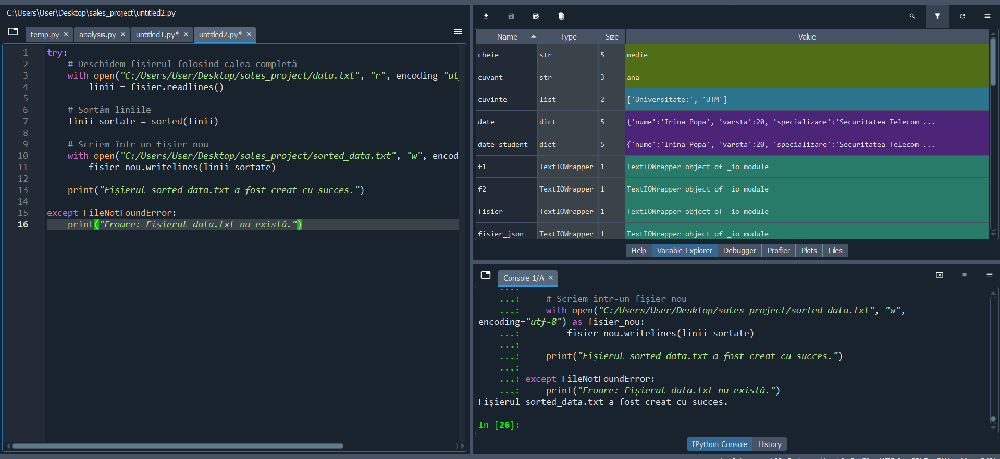 C:\Users\User\Desktop\sales_project\untitled2.py
temp.py analysis.py untitled1.py* untitled2.py*
1 try:
2 # Deschidem fișierul folosind calea completă
3 with open("C:/Users/User/Desktop/sales_project/data.txt", "r", encoding="ut
4 linii = fisier.readlines()
5
6 # Sortăm liniile
7 linii_sortate = sorted(linii)
8
9 # Scriem într-un fișier nou
10 with open("C:/Users/User/Desktop/sales_project/sorted_data.txt", "w", encod
11 fisier_nou.writelines(linii_sortate)
12
13 print("Fișierul sorted_data.txt a fost creat cu succes.")
14
15 except FileNotFoundError:
16 print("Eroare: Fișierul data.txt nu există.")
Name Type Size Value
cheie str 5 medie
cuvant str 3 ana
cuvinte list 2 ['Universitate:', 'UTM']
date dict 5 {'nume':'Irina Popa', 'varsta':20, 'specializare':'Securitatea Telecom ...
date_student dict 5 {'nume':'Irina Popa', 'varsta':20, 'specializare':'Securitatea Telecom ...
f1 TextIOWrapper 1 TextIOWrapper object of _io module
f2 TextIOWrapper 1 TextIOWrapper object of _io module
fisier TextIOWrapper 1 TextIOWrapper object of _io module
fisier_json TextIOWrapper 1 TextIOWrapper object of _io module
Help Variable Explorer Debugger Profiler Plots Files
Console 1/A
...:
...: # Scriem într-un fișier nou
...: with open("C:/Users/User/Desktop/sales_project/sorted_data.txt", "w",
encoding="utf-8") as fisier_nou:
...: fisier_nou.writelines(linii_sortate)
...:
...: print("Fișierul sorted_data.txt a fost creat cu succes.")
...:
...: except FileNotFoundError:
...: print("Eroare: Fișierul data.txt nu există.")
Fișierul sorted_data.txt a fost creat cu succes.
In [26]:
IPython Console History